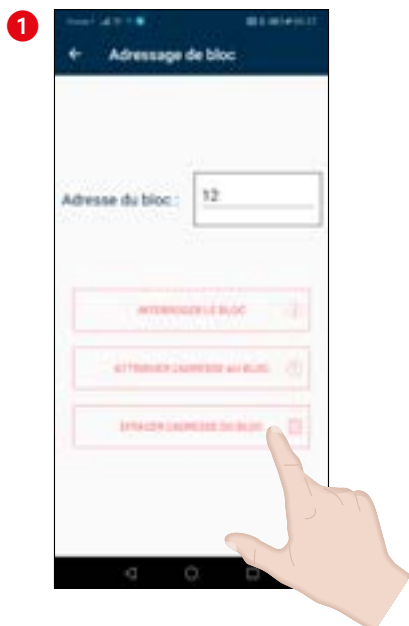 1
Adressage de bloc
Adresse du bloc :
12
INTERROGER LE BLOC
ATTRIBUER L'ADRESSE AU BLOC
EFFACER L'ADRESSE DU BLOC